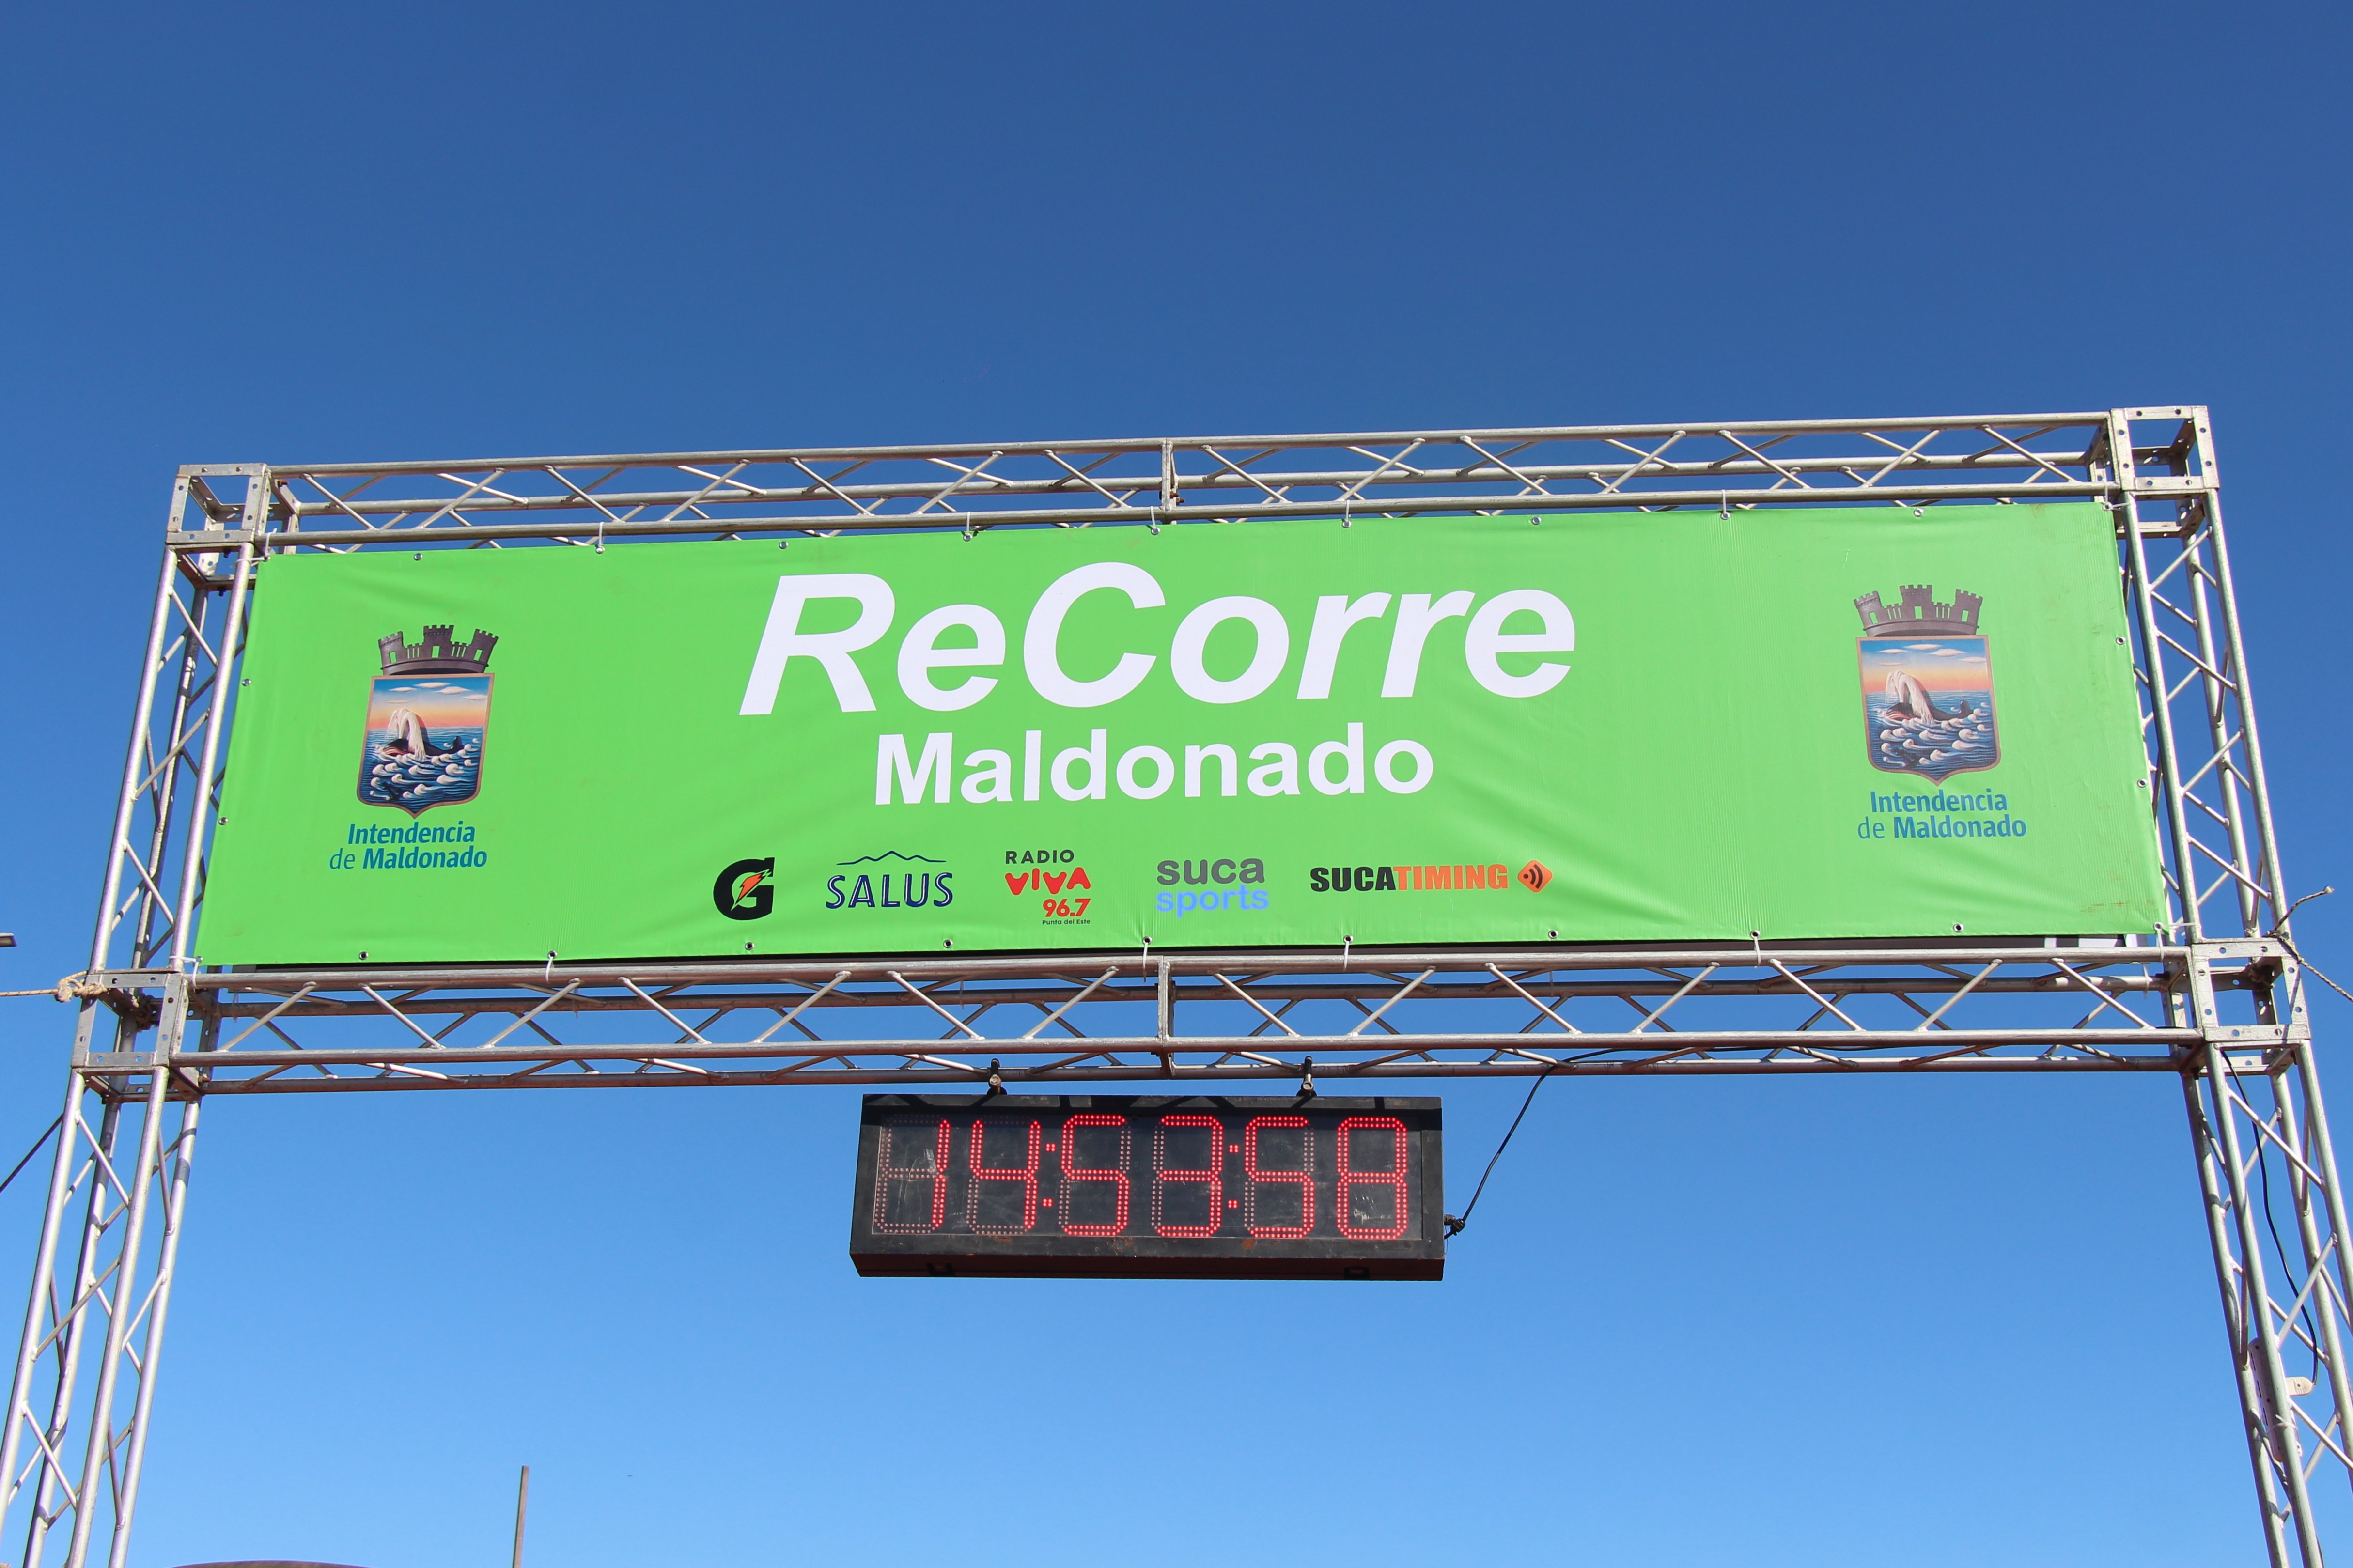 ReCorre
Maldonado
Intendencia
de Maldonado
Intendencia
de Maldonado
G
SALUS
RADIO
VIVA
96.7
Punta del Este
suca
sports
SUCATIMING
14:53:58